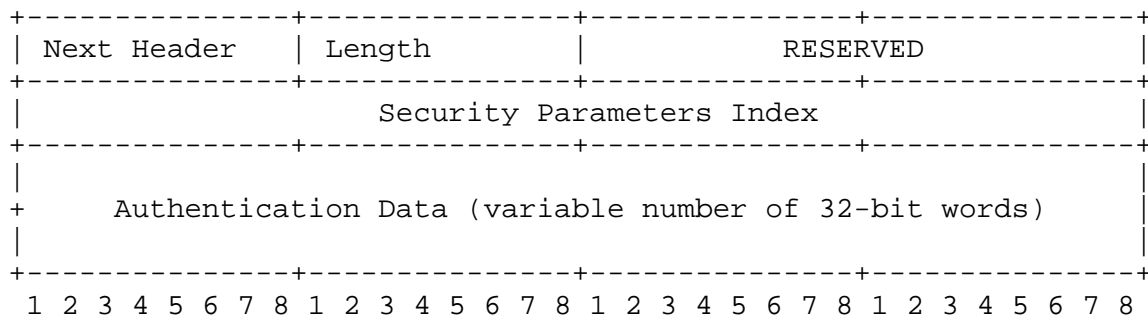 +---------------+---------------+---------------+---------------+
| Next Header | Length | RESERVED |
+---------------+---------------+---------------+---------------+
| Security Parameters Index |
+---------------+---------------+---------------+---------------+
| |
+ Authentication Data (variable number of 32-bit words) |
| |
+---------------+---------------+---------------+---------------+
1 2 3 4 5 6 7 8 1 2 3 4 5 6 7 8 1 2 3 4 5 6 7 8 1 2 3 4 5 6 7 8